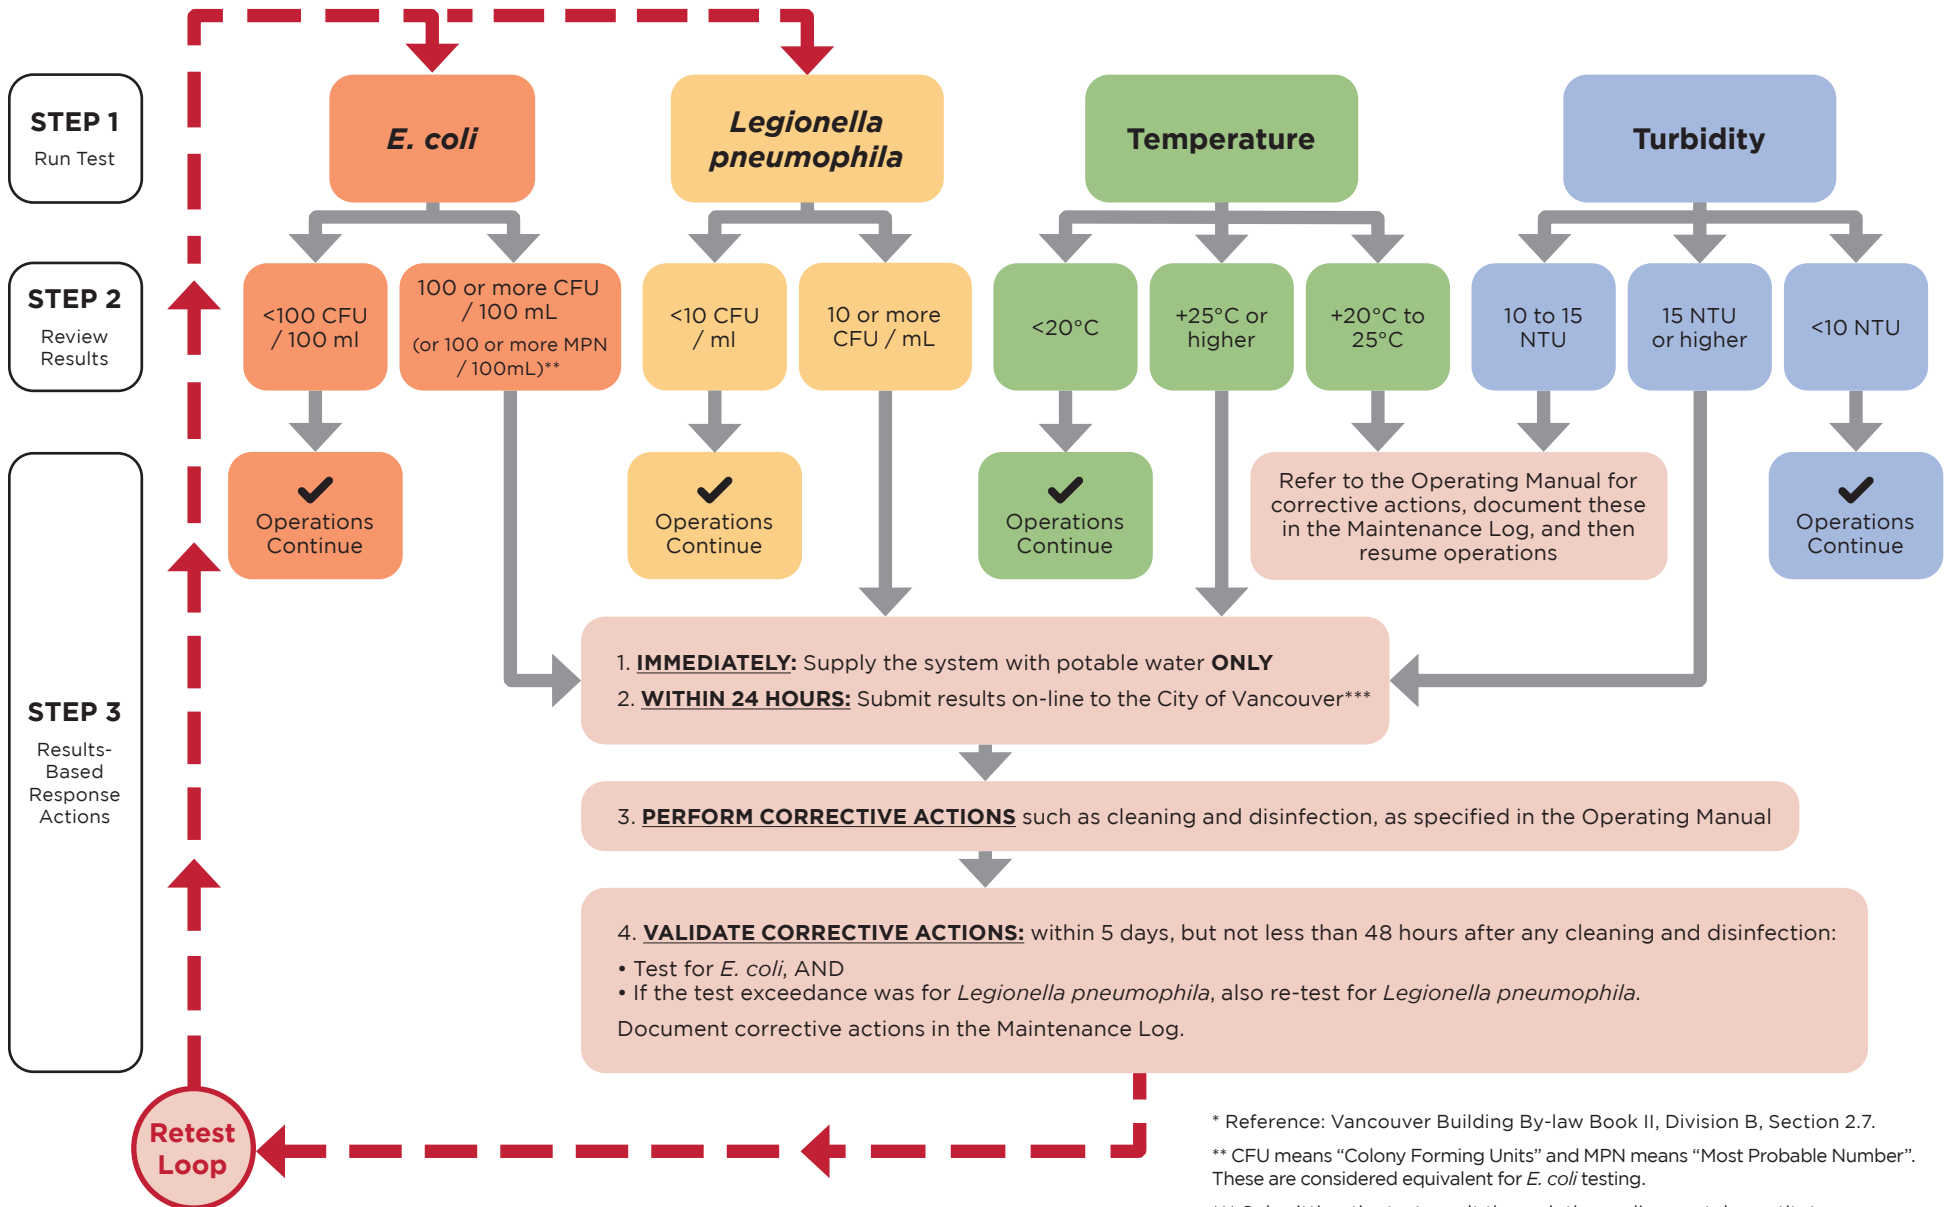 STEP 1
Run Test
E. coli
Legionella
pneumophila
Temperature
Turbidity
STEP 2
Review
Results
<100 CFU
/ 100 ml
100 or more CFU
/ 100 mL
(or 100 or more MPN
/ 100mL)**
<10 CFU
/ ml
10 or more
CFU / mL
<20°C
+25°C or
higher
+20°C to
25°C
10 to 15
NTU
15 NTU
or higher
<10 NTU
STEP 3
Results-
Based
Response
Actions
Operations
Continue
Operations
Continue
Operations
Continue
Refer to the Operating Manual for
corrective actions, document these
in the Maintenance Log, and then
resume operations
Operations
Continue
1. IMMEDIATELY: Supply the system with potable water ONLY
2. WITHIN 24 HOURS: Submit results on-line to the City of Vancouver***
3. PERFORM CORRECTIVE ACTIONS such as cleaning and disinfection, as specified in the Operating Manual
4. VALIDATE CORRECTIVE ACTIONS: within 5 days, but not less than 48 hours after any cleaning and disinfection:
• Test for E. coli, AND
• If the test exceedance was for Legionella pneumophila, also re-test for Legionella pneumophila.
Document corrective actions in the Maintenance Log.
Retest
Loop
* Reference: Vancouver Building By-law Book II, Division B, Section 2.7.
** CFU means “Colony Forming Units” and MPN means “Most Probable Number”.
These are considered equivalent for E. coli testing.